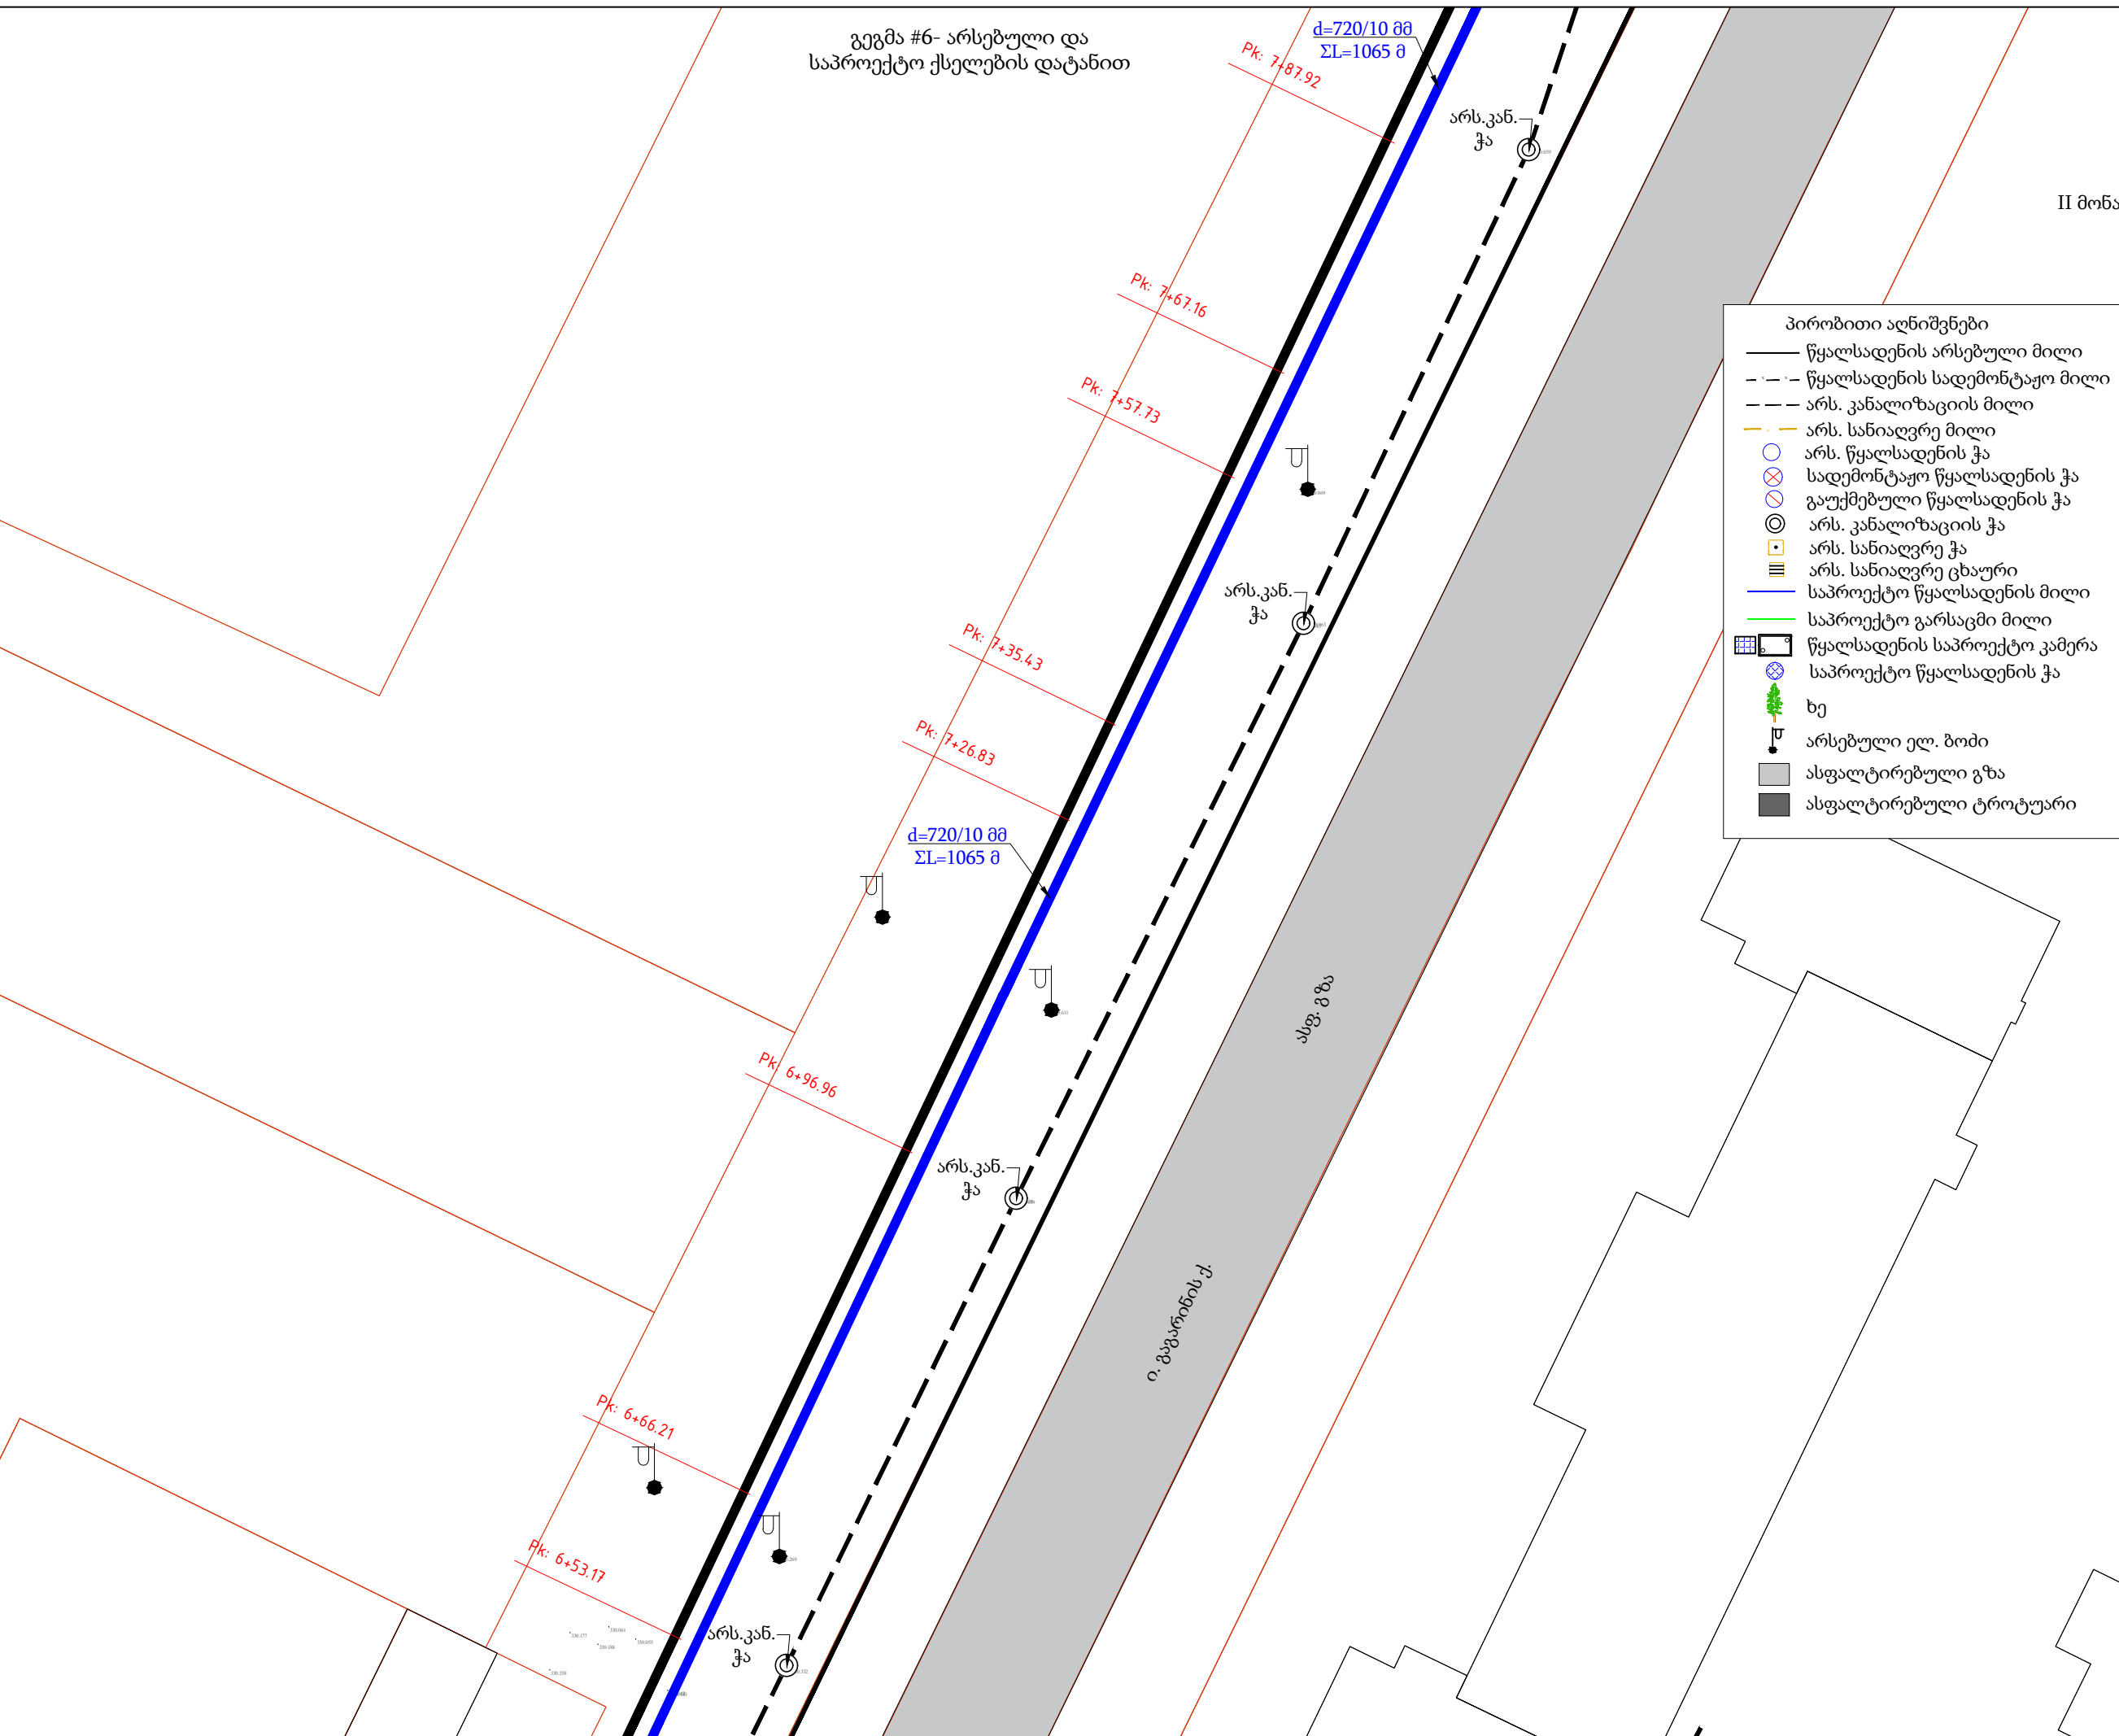 გეგმა #6- არსებული და
საპროექტო ქსელების დატანით
d=720/10 მმ
ΣL=1065 მ
Pk: 7+87.92
არს.კან.
ჭა
II მონა
Pk: 7+67.16
Pk: 7+57.73
პირობითი აღნიშვნები
წყალსადენის არსებული მილი
წყალსადენის სადემონტაჟო მილი
არს. კანალიზაციის მილი
არს. სანიაღვრე მილი
არს. წყალსადენის ჭა
სადემონტაჟო წყალსადენის ჭა
გაუქმებული წყალსადენის ჭა
არს. კანალიზაციის ჭა
არს. სანიაღვრე ჭა
არს. სანიაღვრე ცხაური
საპროექტო წყალსადენის მილი
საპროექტო გარსაცმი მილი
წყალსადენის საპროექტო კამერა
საპროექტო წყალსადენის ჭა
ხე
არსებული ელ. ბოძი
ასფალტირებული გზა
ასფალტირებული ტროტუარი
არს.კან.
ჭა
Pk: 7+35.43
Pk: 7+26.83
d=720/10 მმ
ΣL=1065 მ
ასფ. გზა
Pk: 6+96.96
არს.კან.
ჭა
ი. გაგარინის ქ.
Pk: 6+66.21
Pk: 6+53.17
არს.კან.
ჭა